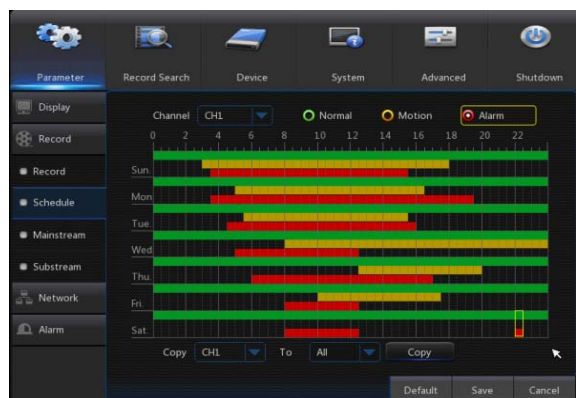 Parameter Record Search Device System Advanced Shutdown
Display
Record
Record
Schedule
Mainstream
Substream
Network
Alarm
Channel CH1 Normal Motion Alarm
0 2 4 6 8 10 12 14 16 18 20 22
Sun.
Mon
Tue.
Wed
Thu.
Fri.
Sat.
Copy CH1 To All Copy
Default Save Cancel